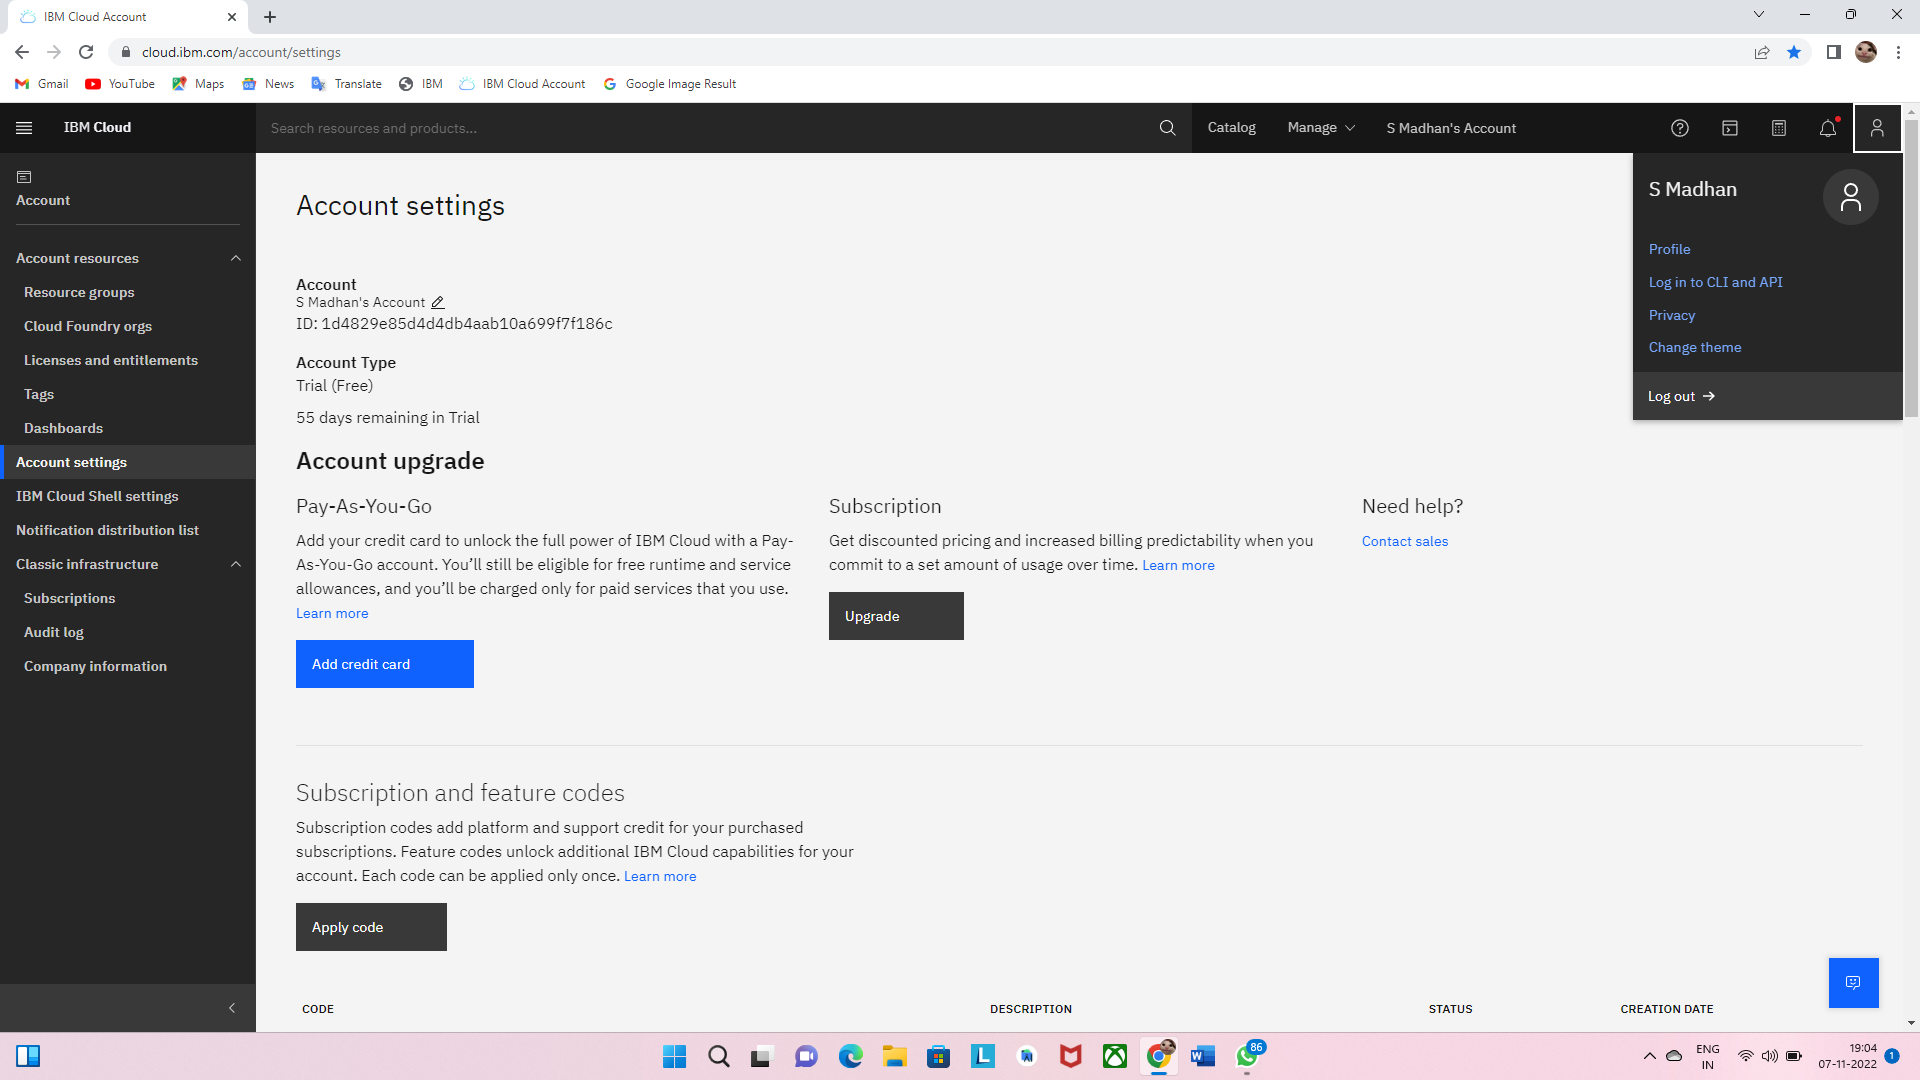 IBM Cloud Account
cloud.ibm.com/account/settings
Gmail
YouTube
Maps
News
Translate
IBM
IBM Cloud Account
Google Image Result
IBM Cloud
Search resources and products...
Catalog
Manage
S Madhan's Account
Account
Account resources
Resource groups
Cloud Foundry orgs
Licenses and entitlements
Tags
Dashboards
Account settings
IBM Cloud Shell settings
Notification distribution list
Classic infrastructure
Subscriptions
Audit log
Company information
Account settings
Account
S Madhan's Account
ID: 1d4829e85d4d4db4aab10a699f7f186c
Account Type
Trial (Free)
55 days remaining in Trial
Account upgrade
Pay-As-You-Go
Add your credit card to unlock the full power of IBM Cloud with a Pay-
As-You-Go account. You’ll still be eligible for free runtime and service
allowances, and you’ll be charged only for paid services that you use.
Learn more
Add credit card
Subscription
Get discounted pricing and increased billing predictability when you
commit to a set amount of usage over time. Learn more
Upgrade
Need help?
Contact sales
Subscription and feature codes
Subscription codes add platform and support credit for your purchased
subscriptions. Feature codes unlock additional IBM Cloud capabilities for your
account. Each code can be applied only once. Learn more
Apply code
CODE
DESCRIPTION
STATUS
CREATION DATE
S Madhan
Profile
Log in to CLI and API
Privacy
Change theme
Log out
86
ENG
IN
19:04
07-11-2022
1